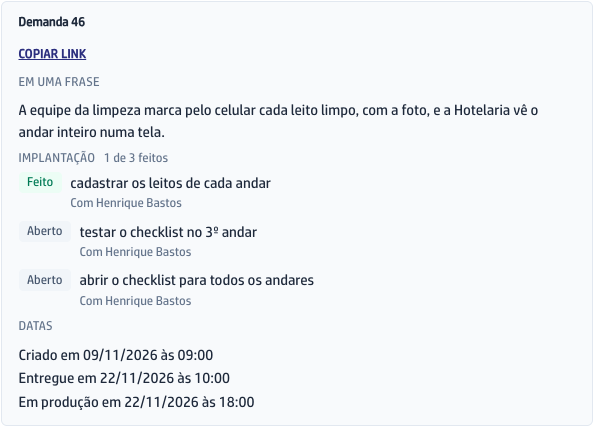 Demanda 46
COPIAR LINK
EM UMA FRASE
A equipe da limpeza marca pelo celular cada leito limpo, com a foto, e a Hotelaria vê o
andar inteiro numa tela.
IMPLANTAÇÃO 1 de 3 feitos
Feito cadastrar os leitos de cada andar
Com Henrique Bastos
Aberto testar o checklist no 3º andar
Com Henrique Bastos
Aberto abrir o checklist para todos os andares
Com Henrique Bastos
DATAS
Criado em 09/11/2026 às 09:00
Entregue em 22/11/2026 às 10:00
Em produção em 22/11/2026 às 18:00